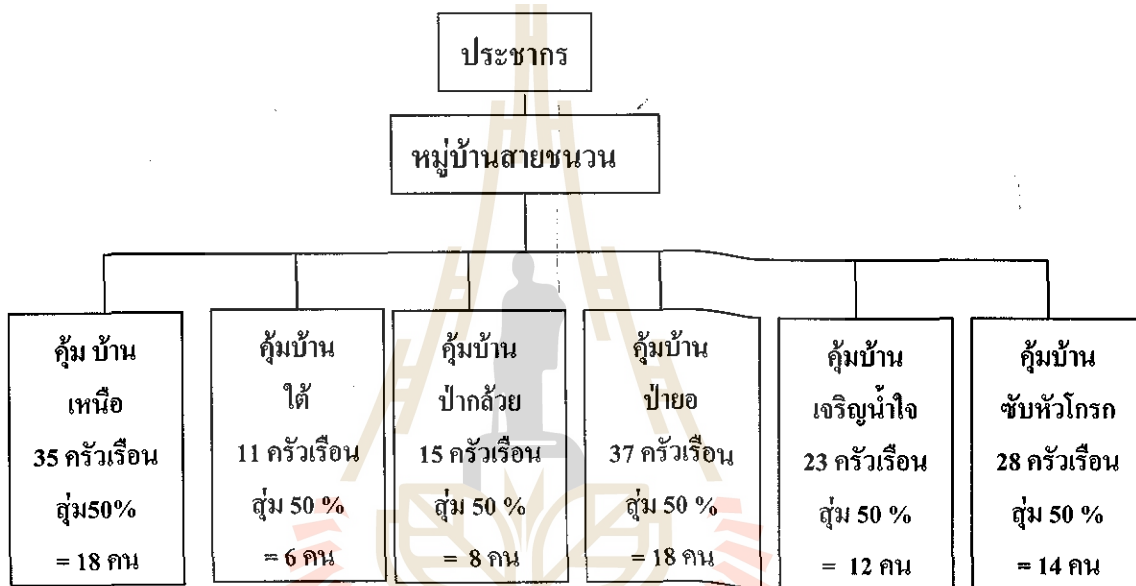 ประชากร
หมู่บ้านสายชนวน
คุ้ม บ้าน
เหนือ
35 ครัวเรือน
สุ่ม50%
= 18 คน
คุ้มบ้าน
ใต้
11 ครัวเรือน
สุ่ม 50 %
= 6 คน
คุ้มบ้าน
ป่ากล้วย
15 ครัวเรือน
สุ่ม 50 %
= 8 คน
คุ้มบ้าน
ป่ายอ
37 ครัวเรือน
สุ่ม 50 %
= 18 คน
คุ้มบ้าน
เจริญน้ำใจ
23 ครัวเรือน
สุ่ม 50 %
= 12 คน
คุ้มบ้าน
ซับหัวโกรก
28 ครัวเรือน
สุ่ม 50 %
= 14 คน